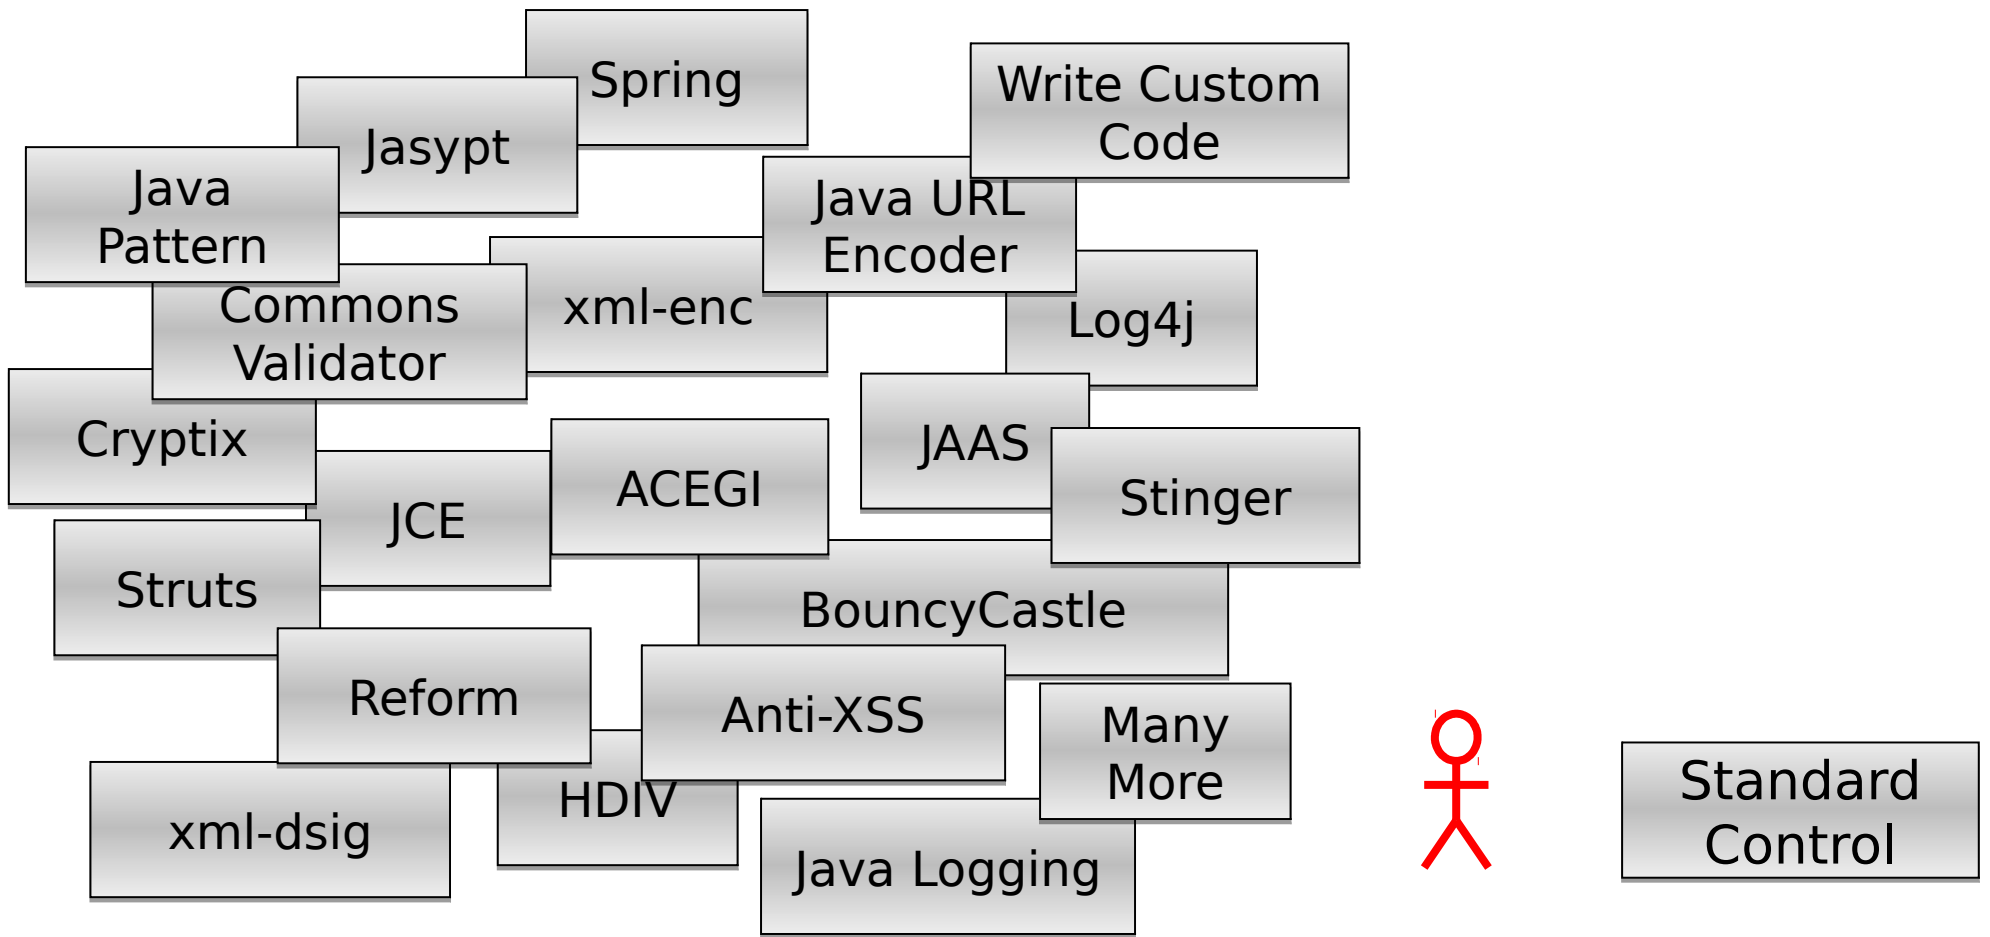 Spring
Write Custom
Code
Jasypt
Java
Pattern
Java URL
Encoder
Commons
Validator
xml-enc
Log4j
Cryptix
JAAS
ACEGI
Stinger
JCE
Struts
BouncyCastle
Reform
Anti-XSS
Many
More
Standard
Control
HDIV
xml-dsig
Java Logging